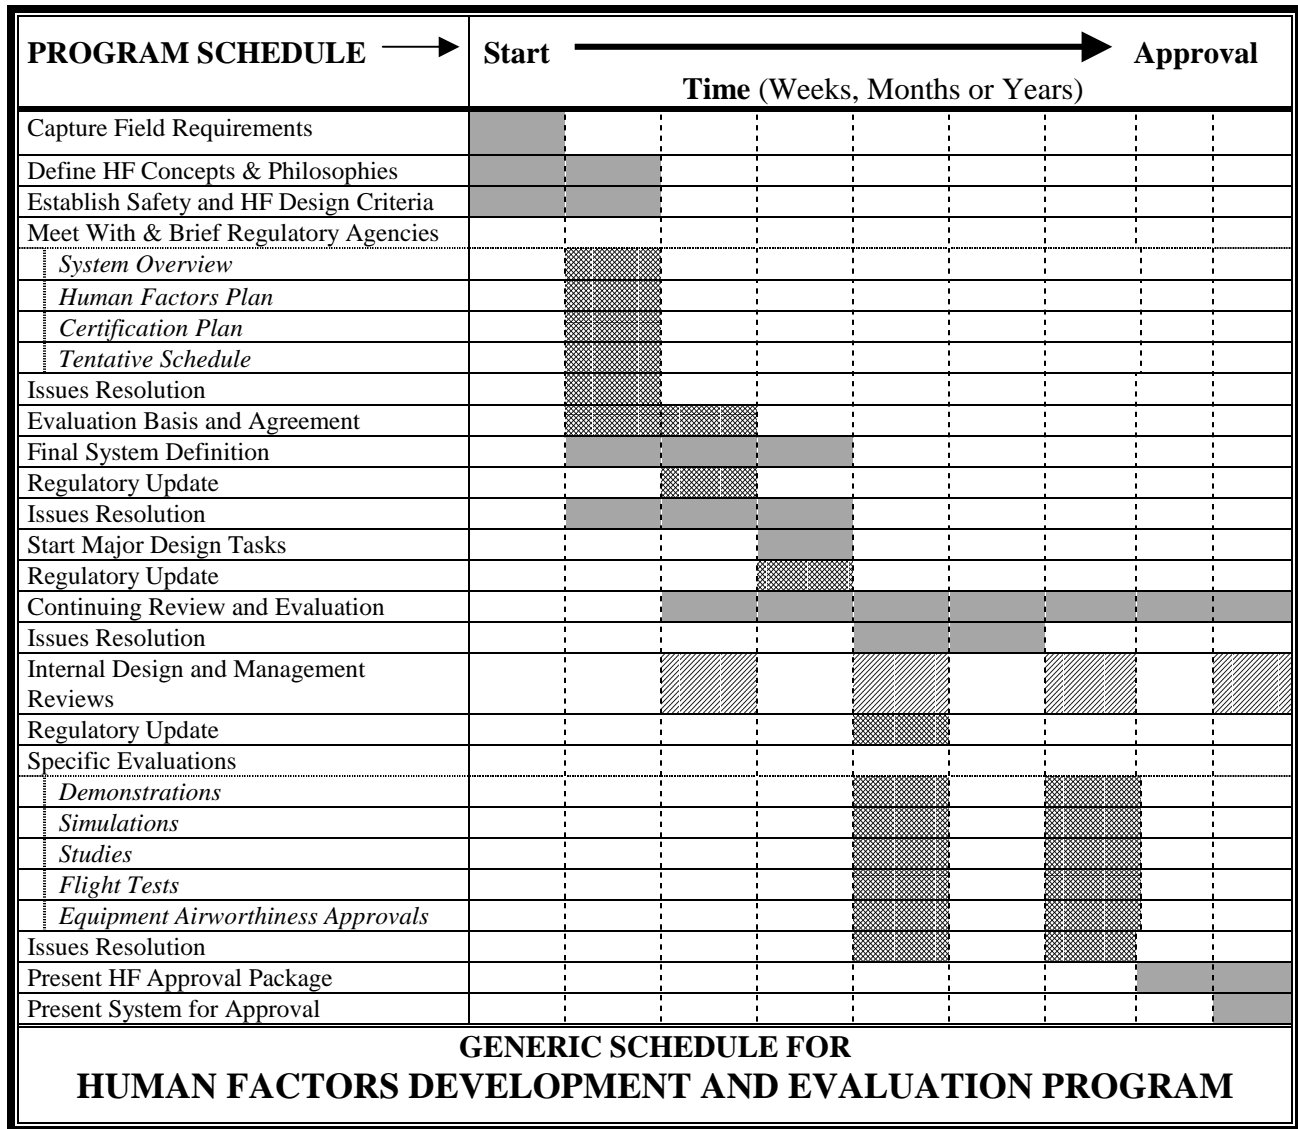 PROGRAM SCHEDULE
Start
Approval
Time (Weeks, Months or Years)
Capture Field Requirements
Define HF Concepts & Philosophies
Establish Safety and HF Design Criteria
Meet With & Brief Regulatory Agencies
System Overview
Human Factors Plan
Certification Plan
Tentative Schedule
Issues Resolution
Evaluation Basis and Agreement
Final System Definition
Regulatory Update
Issues Resolution
Start Major Design Tasks
Regulatory Update
Continuing Review and Evaluation
Issues Resolution
Internal Design and Management
Reviews
Regulatory Update
Specific Evaluations
Demonstrations
Simulations
Studies
Flight Tests
Equipment Airworthiness Approvals
Issues Resolution
Present HF Approval Package
Present System for Approval
GENERIC SCHEDULE FOR
HUMAN FACTORS DEVELOPMENT AND EVALUATION PROGRAM